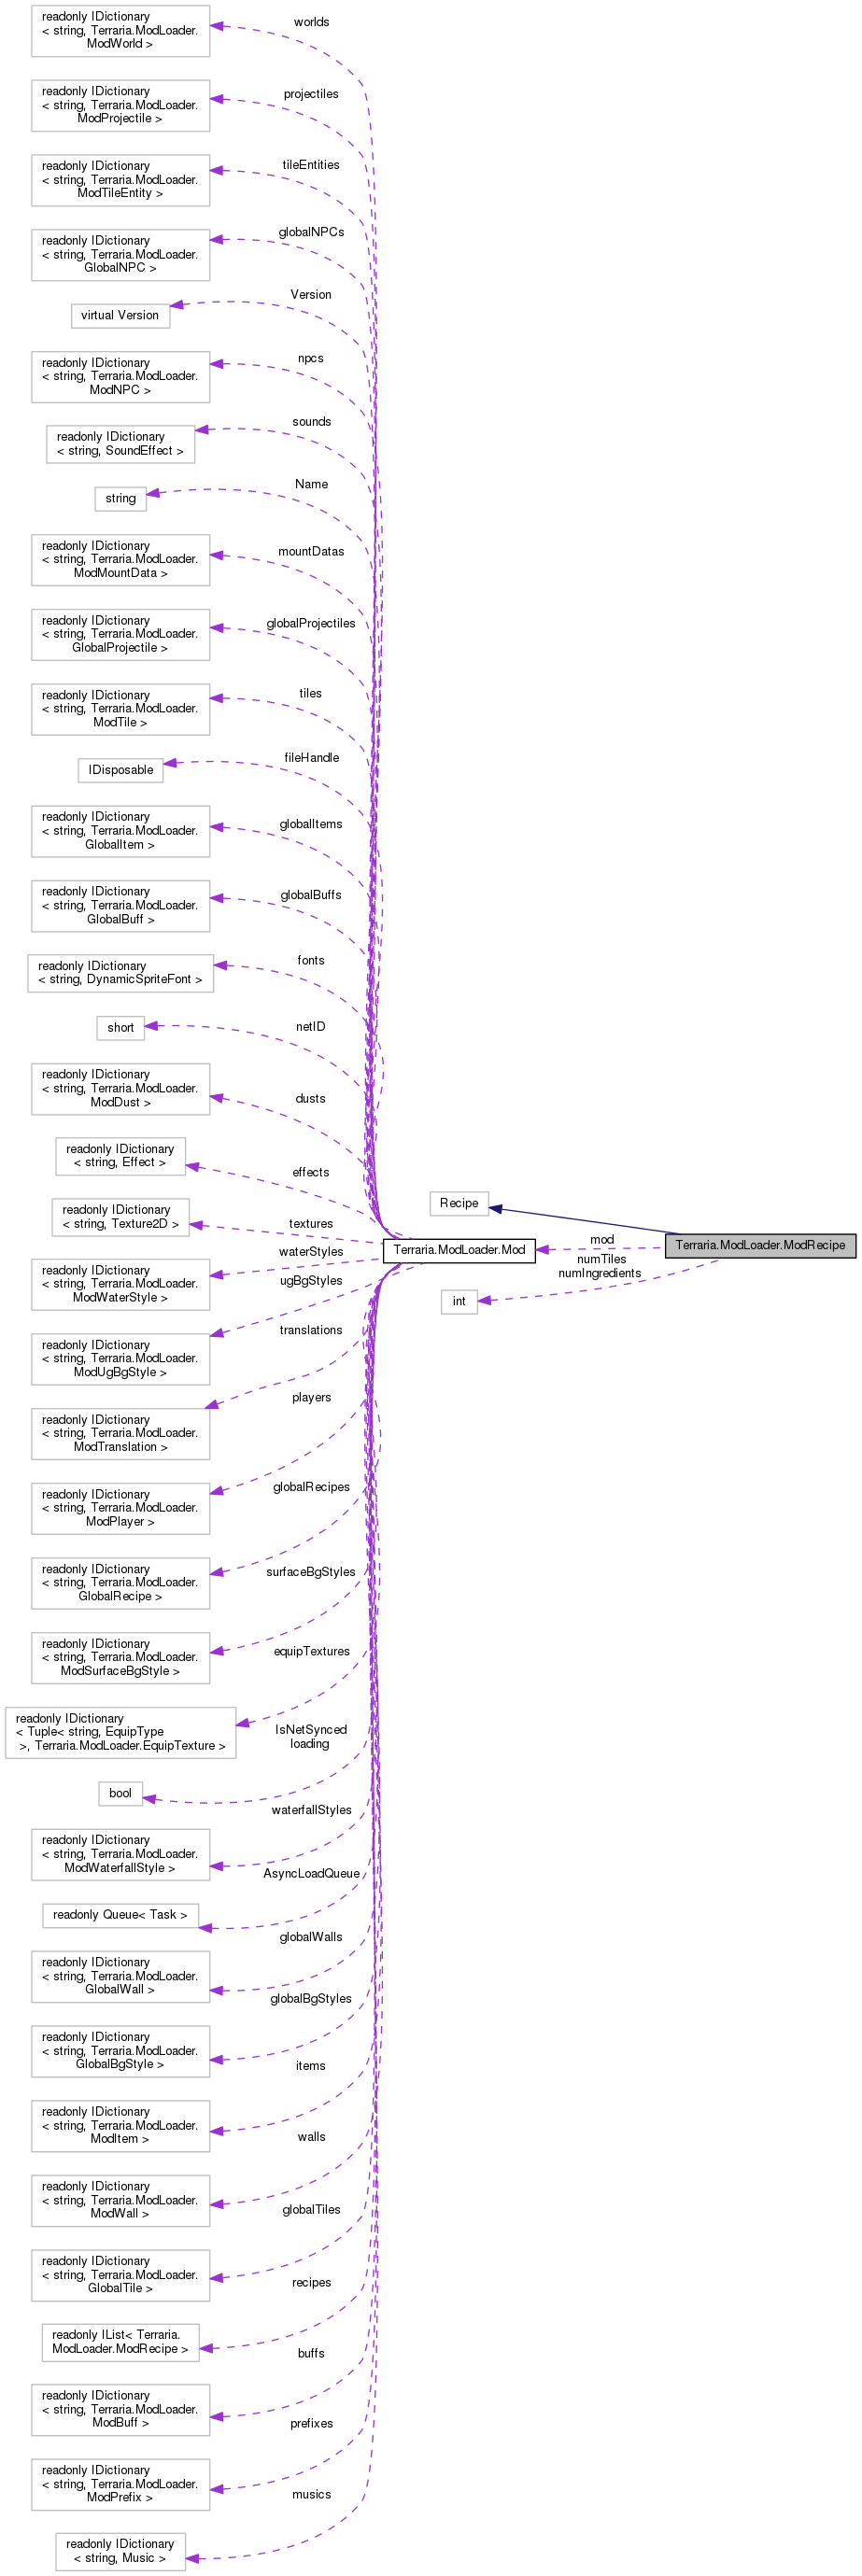 readonly IDictionary
< string, Terraria.ModLoader.
ModWorld >
worlds
readonly IDictionary
< string, Terraria.ModLoader.
ModProjectile >
projectiles
readonly IDictionary
< string, Terraria.ModLoader.
ModTileEntity >
tileEntities
readonly IDictionary
< string, Terraria.ModLoader.
GlobalNPC >
globalNPCs
virtual Version
Version
readonly IDictionary
< string, Terraria.ModLoader.
ModNPC >
npcs
readonly IDictionary
< string, SoundEffect >
sounds
string
Name
readonly IDictionary
< string, Terraria.ModLoader.
ModMountData >
mountDatas
readonly IDictionary
< string, Terraria.ModLoader.
GlobalProjectile >
globalProjectiles
readonly IDictionary
< string, Terraria.ModLoader.
ModTile >
tiles
IDisposable
fileHandle
readonly IDictionary
< string, Terraria.ModLoader.
GlobalItem >
globalItems
readonly IDictionary
< string, Terraria.ModLoader.
GlobalBuff >
globalBuffs
readonly IDictionary
< string, DynamicSpriteFont >
fonts
short
netID
readonly IDictionary
< string, Terraria.ModLoader.
ModDust >
dusts
readonly IDictionary
< string, Effect >
effects
readonly IDictionary
< string, Texture2D >
textures
readonly IDictionary
< string, Terraria.ModLoader.
ModWaterStyle >
waterStyles
readonly IDictionary
< string, Terraria.ModLoader.
ModUgBgStyle >
ugBgStyles
readonly IDictionary
< string, Terraria.ModLoader.
ModTranslation >
translations
readonly IDictionary
< string, Terraria.ModLoader.
ModPlayer >
players
readonly IDictionary
< string, Terraria.ModLoader.
GlobalRecipe >
globalRecipes
readonly IDictionary
< string, Terraria.ModLoader.
ModSurfaceBgStyle >
surfaceBgStyles
readonly IDictionary
< Tuple< string, EquipType
>, Terraria.ModLoader.EquipTexture >
equipTextures
bool
IsNetSynced
loading
readonly IDictionary
< string, Terraria.ModLoader.
ModWaterfallStyle >
waterfallStyles
readonly Queue< Task >
AsyncLoadQueue
readonly IDictionary
< string, Terraria.ModLoader.
GlobalWall >
globalWalls
readonly IDictionary
< string, Terraria.ModLoader.
GlobalBgStyle >
globalBgStyles
readonly IDictionary
< string, Terraria.ModLoader.
ModItem >
items
readonly IDictionary
< string, Terraria.ModLoader.
ModWall >
walls
readonly IDictionary
< string, Terraria.ModLoader.
GlobalTile >
globalTiles
readonly IList< Terraria.
ModLoader.ModRecipe >
recipes
readonly IDictionary
< string, Terraria.ModLoader.
ModBuff >
buffs
readonly IDictionary
< string, Terraria.ModLoader.
ModPrefix >
prefixes
readonly IDictionary
< string, Music >
musics
Terraria.ModLoader.Mod
Recipe
int
mod
numTiles
numIngredients
Terraria.ModLoader.ModRecipe